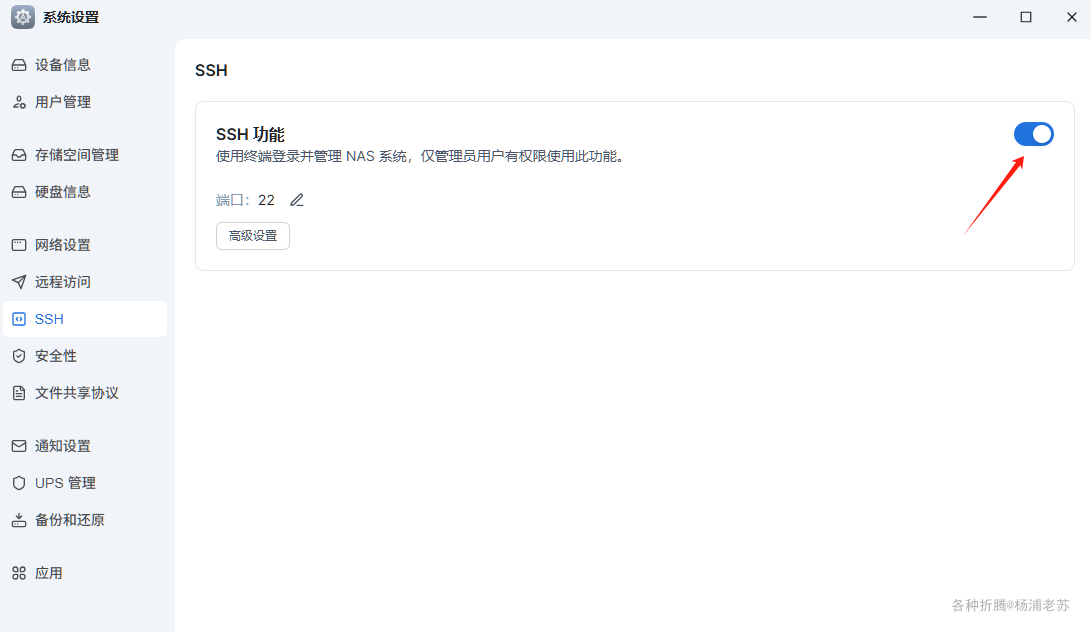 系统设置
设备信息
用户管理
存储空间管理
硬盘信息
网络设置
远程访问
SSH
安全性
文件共享协议
通知设置
UPS 管理
备份和还原
应用
SSH
SSH 功能
使用终端登录并管理 NAS 系统，仅管理员用户有权限使用此功能。
端口： 22
高级设置
各种折腾@杨浦老苏